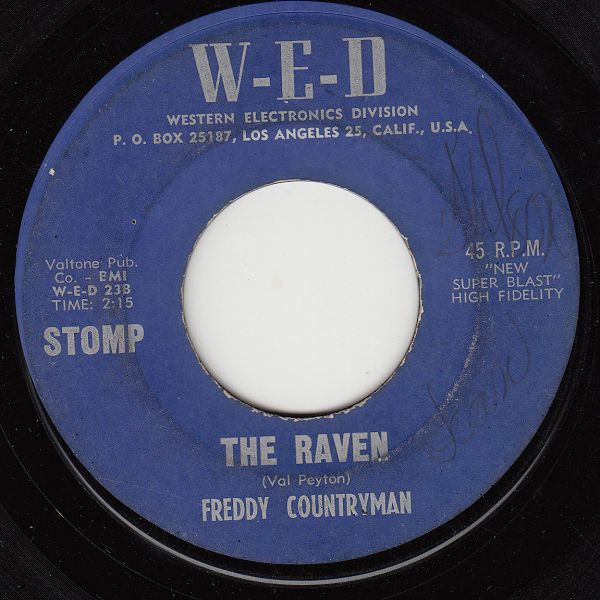 W-E-D
WESTERN ELECTRONICS DIVISION
P. O. BOX 25187, LOS ANGELES 25, CALIF., U.S.A.
Valtone Pub.
Co. - EMI
W-E-D 238
TIME: 2:15
STOMP
45 R.P.M.
"NEW
SUPER BLAST"
HIGH FIDELITY
THE RAVEN
(Val Peyton)
FREDDY COUNTRYMAN